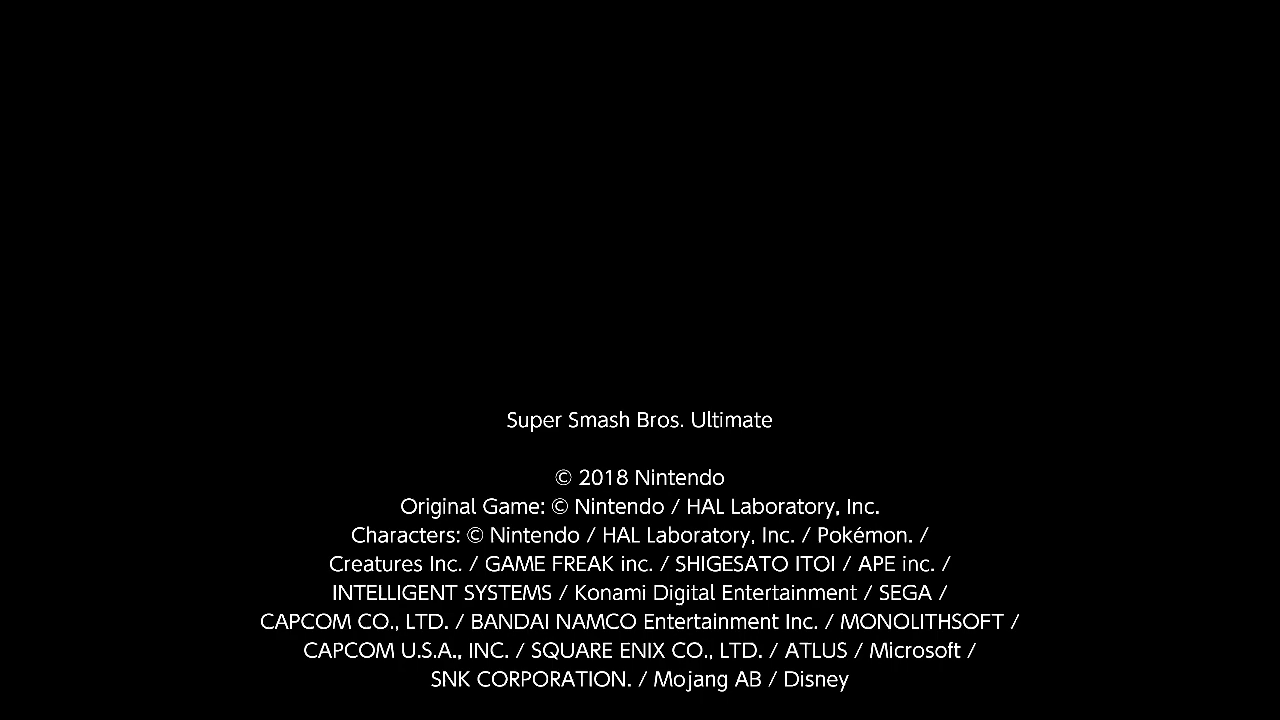 Super Smash Bros. Ultimate
© 2018 Nintendo
Original Game: © Nintendo / HAL Laboratory, Inc.
Characters: © Nintendo / HAL Laboratory, Inc. / Pokémon. /
Creatures Inc. / GAME FREAK inc. / SHIGESATO ITOI / APE inc. /
INTELLIGENT SYSTEMS / Konami Digital Entertainment / SEGA /
CAPCOM CO., LTD. / BANDAI NAMCO Entertainment Inc. / MONOLITHSOFT /
CAPCOM U.S.A., INC. / SQUARE ENIX CO., LTD. / ATLUS / Microsoft /
SNK CORPORATION. / Mojang AB / Disney